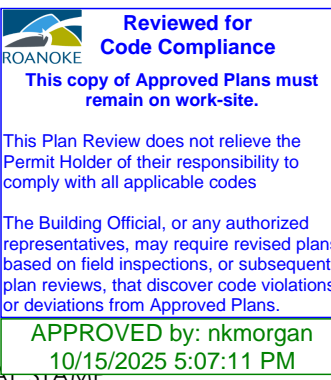 Reviewed for
Code Compliance
ROANOKE
This copy of Approved Plans must
remain on work-site.
This Plan Review does not relieve the
Permit Holder of their responsibility to
comply with all applicable codes
The Building Official, or any authorized
representatives, may require revised plans
based on field inspections, or subsequent
plan reviews, that discover code violations
or deviations from Approved Plans.
APPROVED by: nkmorgan
10/15/2025 5:07:11 PM